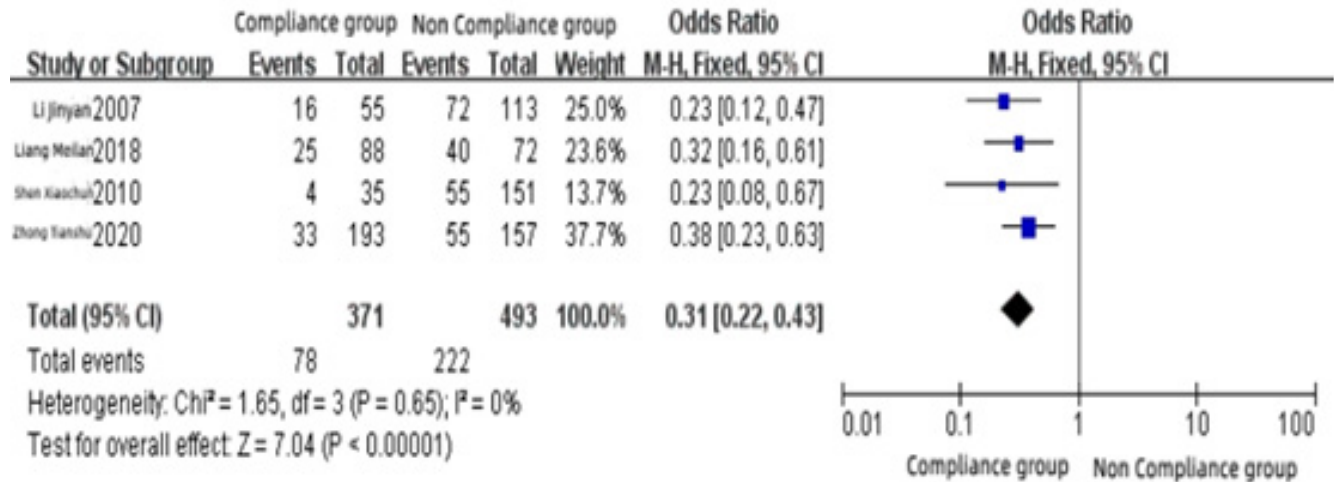 Compliance group Non Compliance group Odds Ratio Odds Ratio
Study or Subgroup Events Total Events Total Weight M-H, Fixed, 95% CI M-H, Fixed, 95% CI
Li Jinyan 2007 16 55 72 113 25.0% 0.23 [0.12, 0.47]
Liang Meilan 2018 25 88 40 72 23.6% 0.32 [0.16, 0.61]
2010 4 35 55 151 13.7% 0.23 [0.08, 0.67]
2020 33 193 55 157 37.7% 0.38 [0.23, 0.63]
Total (95% CI) 371 493 100.0% 0.31 [0.22, 0.43]
Total events 78 222
Heterogeneity: Chi² = 1.65, df = 3 (P = 0.65); I² = 0%
Test for overall effect: Z = 7.04 (P < 0.00001)
0.01 0.1 1 10 100
Compliance group Non Compliance group